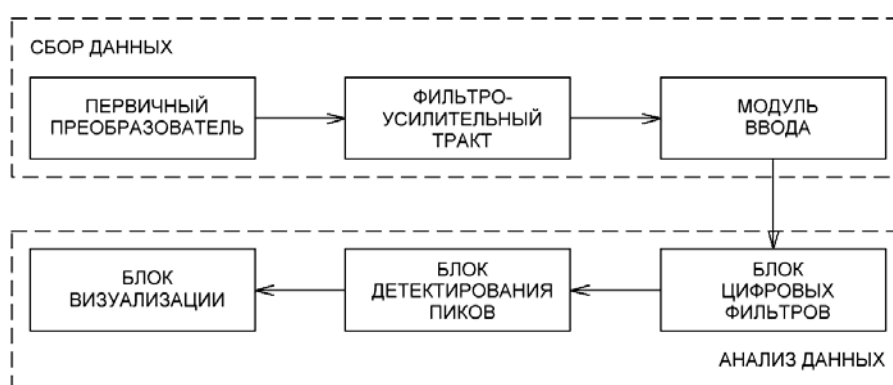 СБОР ДАННЫХ
ПЕРВИЧНЫЙ
ПРЕОБРАЗОВАТЕЛЬ
ФИЛЬТРО-
УСИЛИТЕЛЬНЫЙ
ТРАКТ
МОДУЛЬ
ВВОДА
БЛОК
ВИЗУАЛИЗАЦИИ
БЛОК
ДЕТЕКТИРОВАНИЯ
ПИКОВ
БЛОК
ЦИФРОВЫХ
ФИЛЬТРОВ
АНАЛИЗ ДАННЫХ